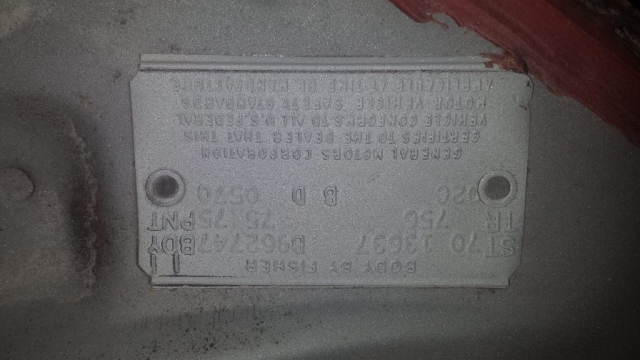 BODY BY FISHER
ST 70 13637 B962747 BDY
TR 756 75 75 PNT
02C B D 0570
GENERAL MOTORS CORPORATION
CERTIFIES TO THE DEALER THAT THIS
VEHICLE CONFORMS TO ALL U.S. FEDERAL
MOTOR VEHICLE SAFETY STANDARDS
APPLICABLE AT TIME OF MANUFACTURE